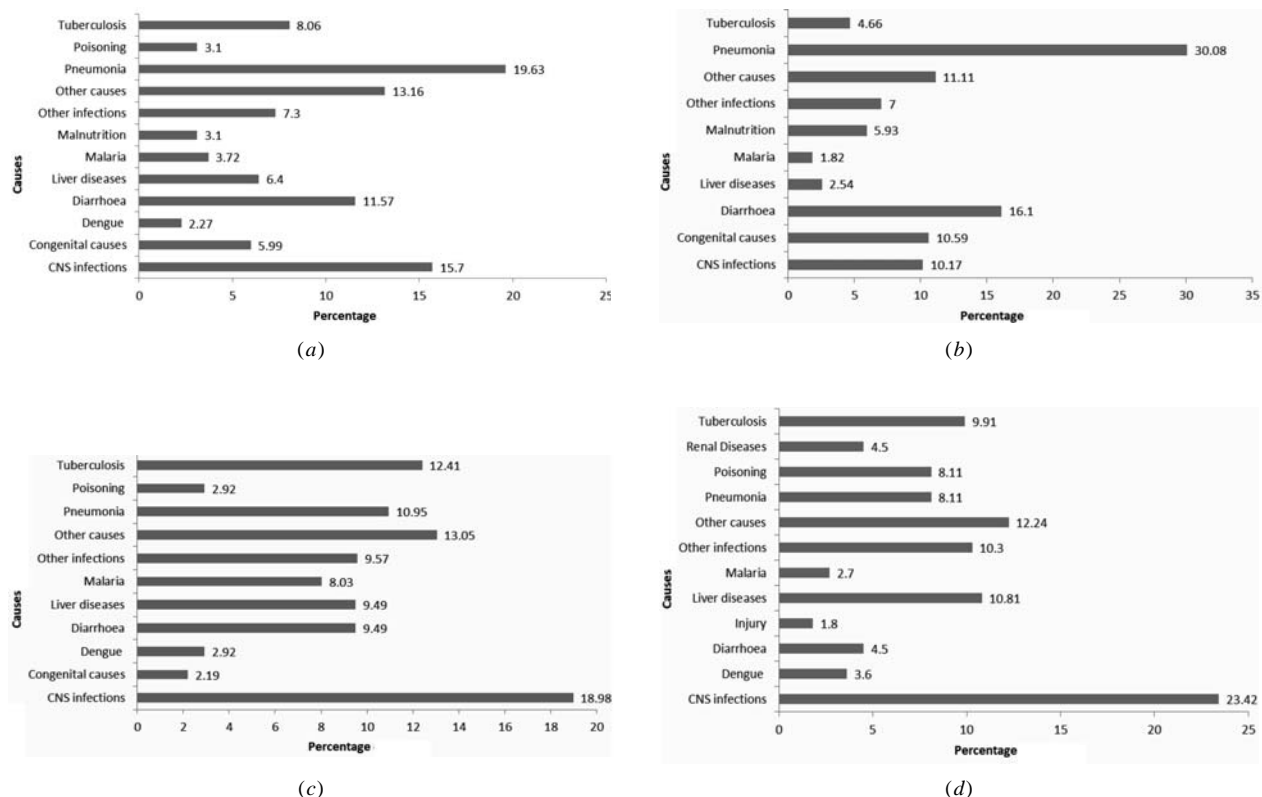 Causes
Tuberculosis 8.06
Poisoning 3.1
Pneumonia 19.63
Other causes 13.16
Other infections 7.3
Malnutrition 3.1
Malaria 3.72
Liver diseases 6.4
Diarrhoea 11.57
Dengue 2.27
Congenital causes 5.99
CNS infections 15.7
0 5 10 15 20 25
Percentage
(a)
Causes
Tuberculosis 4.66
Pneumonia 30.08
Other causes 11.11
Other infections 7
Malnutrition 5.93
Malaria 1.82
Liver diseases 2.54
Diarrhoea 16.1
Congenital causes 10.59
CNS infections 10.17
0 5 10 15 20 25 30 35
Percentage
(b)
Causes
Tuberculosis 12.41
Poisoning 2.92
Pneumonia 10.95
Other causes 13.05
Other infections 9.57
Malaria 8.03
Liver diseases 9.49
Diarrhoea 9.49
Dengue 2.92
Congenital causes 2.19
CNS infections 18.98
0 2 4 6 8 10 12 14 16 18 20
Percentage
(c)
Causes
Tuberculosis 9.91
Renal Diseases 4.5
Poisoning 8.11
Pneumonia 8.11
Other causes 12.24
Other infections 10.3
Malaria 2.7
Liver diseases 10.81
Injury 1.8
Diarrhoea 4.5
Dengue 3.6
CNS infections 23.42
0 5 10 15 20 25
Percentage
(d)